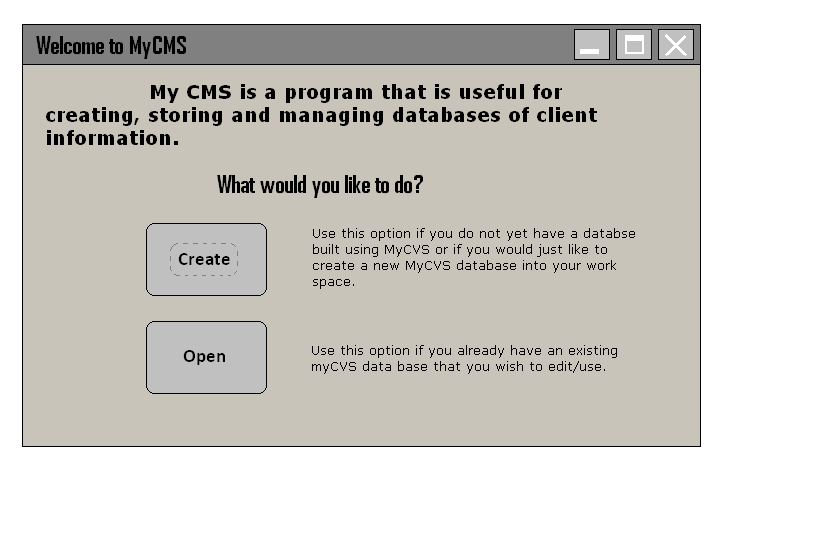 Welcome to MyCMS
My CMS is a program that is useful for
creating, storing and managing databases of client
information.
What would you like to do?
Create
Use this option if you do not yet have a databse
built using MyCVS or if you would just like to
create a new MyCVS database into your work
space.
Open
Use this option if you already have an existing
myCVS data base that you wish to edit/use.